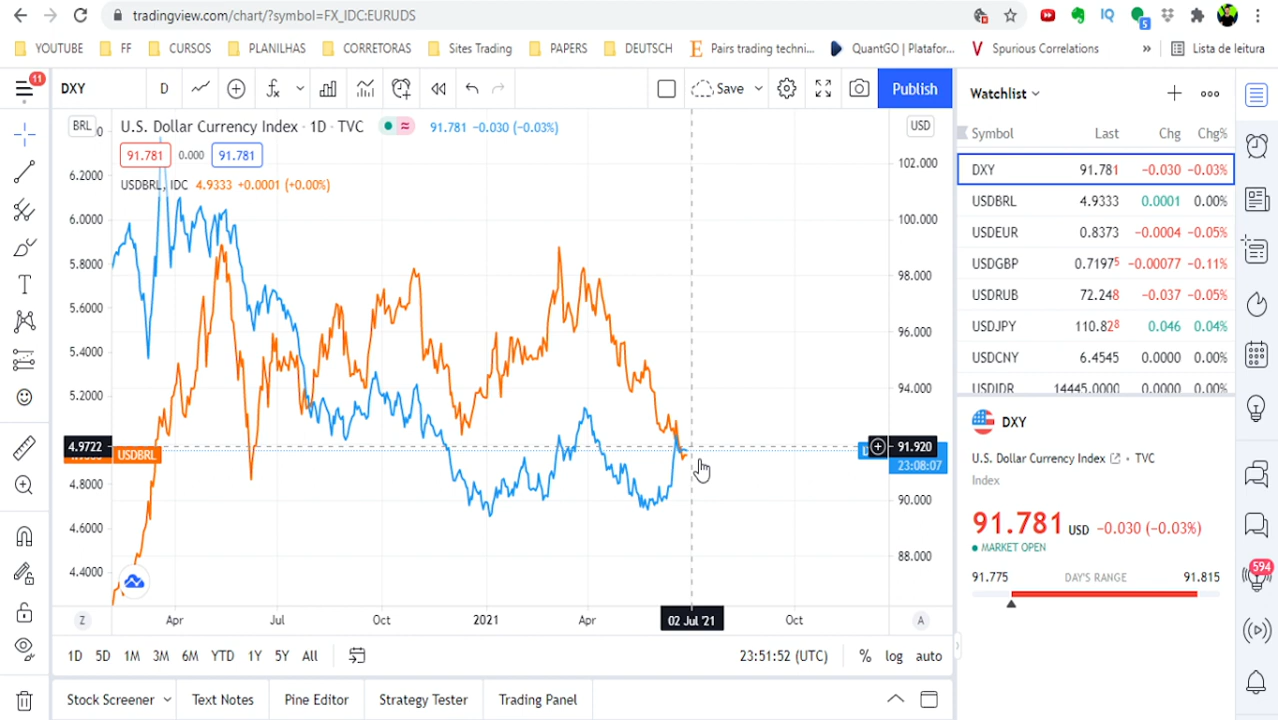 tradingview.com/chart/?symbol=FX_IDC:EURUDS
5
YOUTUBE FF CURSOS PLANILHAS CORRETORAS Sites Trading PAPERS DEUTSCH Pairs trading techni... QuantGO | Platafor... Spurious Correlations » Lista de leitura
11 DXY D Save Publish Watchlist
BRL U.S. Dollar Currency Index · 1D · TVC 91.781 -0.030 (-0.03%) USD
91.781 0.000 91.781
USDBRL, IDC 4.9333 +0.0001 (+0.00%)
Symbol Last Chg Chg%
DXY 91.781 -0.030 -0.03%
USDBRL 4.9333 0.0001 0.00%
USDEUR 0.8373 -0.0004 -0.05%
USDGBP 0.71975 -0.00077 -0.11%
USDRUB 72.248 -0.037 -0.05%
USDJPY 110.828 0.046 0.04%
USDCNY 6.4545 0.0000 0.00%
USDIDR 14445.0000 0.0000 0.00%
6.2000
6.0000
5.8000
5.6000
5.4000
5.2000
4.9722
USDBRL
4.8000
4.6000
4.4000
102.000
100.000
98.000
96.000
94.000
91.920
23:08:07
90.000
88.000
Z Apr Jul Oct 2021 Apr 02 Jul '21 Oct A
1D 5D 1M 3M 6M YTD 1Y 5Y All 23:51:52 (UTC) % log auto
Stock Screener Text Notes Pine Editor Strategy Tester Trading Panel
DXY
U.S. Dollar Currency Index · TVC
Index
91.781 USD -0.030 (-0.03%)
MARKET OPEN
91.775 DAY'S RANGE 91.815
594